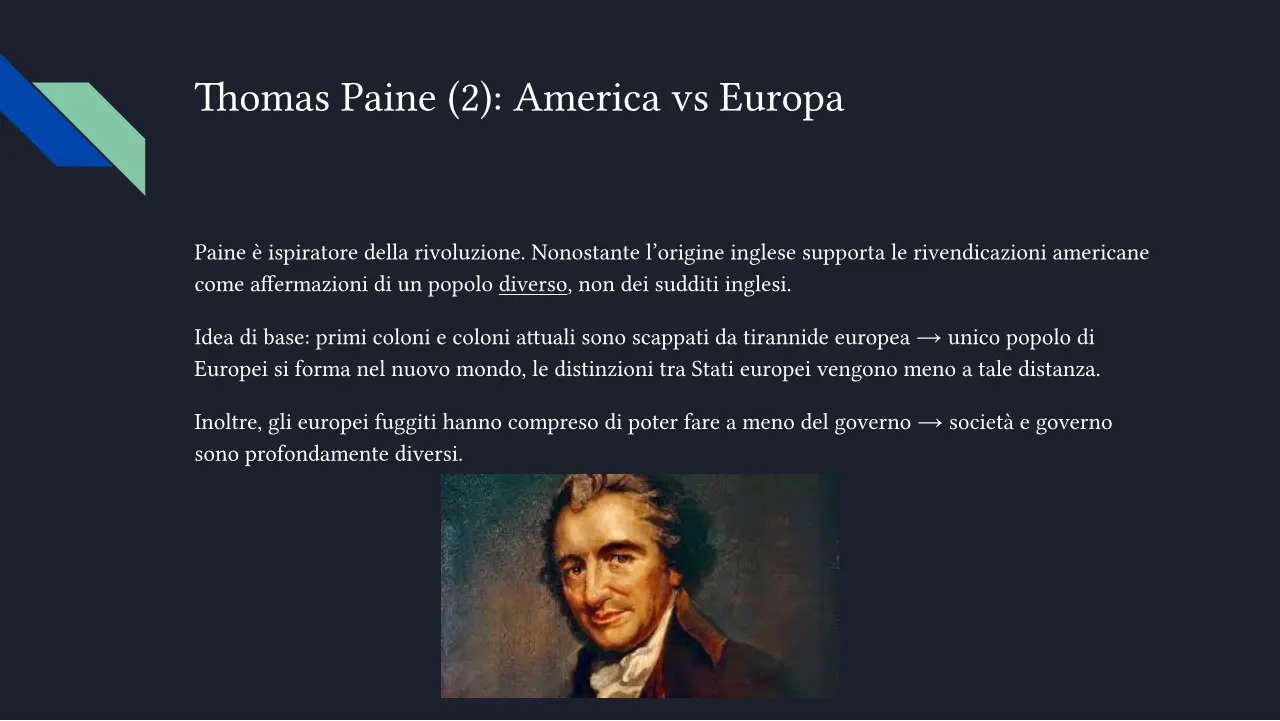 Thomas Paine (2): America vs Europa
Paine è ispiratore della rivoluzione. Nonostante l’origine inglese supporta le rivendicazioni americane
come affermazioni di un popolo diverso, non dei sudditi inglesi.
Idea di base: primi coloni e coloni attuali sono scappati da tirannide europea → unico popolo di
Europei si forma nel nuovo mondo, le distinzioni tra Stati europei vengono meno a tale distanza.
Inoltre, gli europei fuggiti hanno compreso di poter fare a meno del governo → società e governo
sono profondamente diversi.